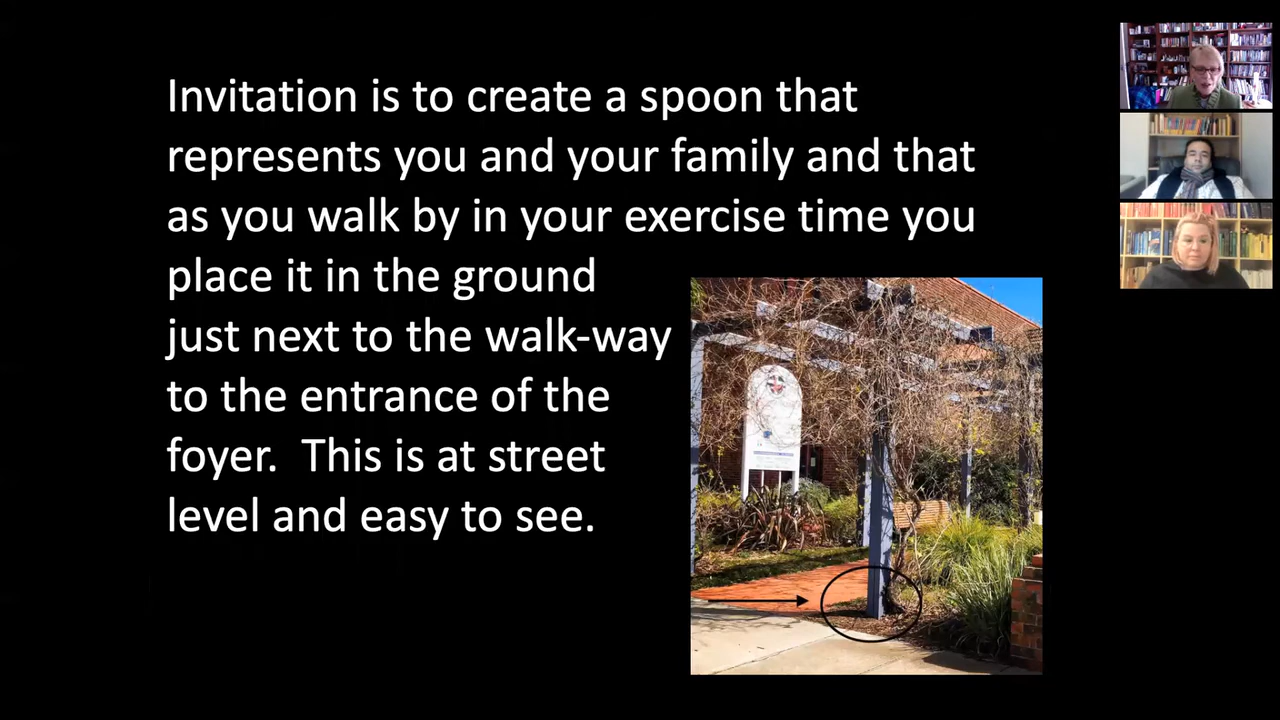 Invitation is to create a spoon that
represents you and your family and that
as you walk by in your exercise time you
place it in the ground
just next to the walk-way
to the entrance of the
foyer.  This is at street
level and easy to see.